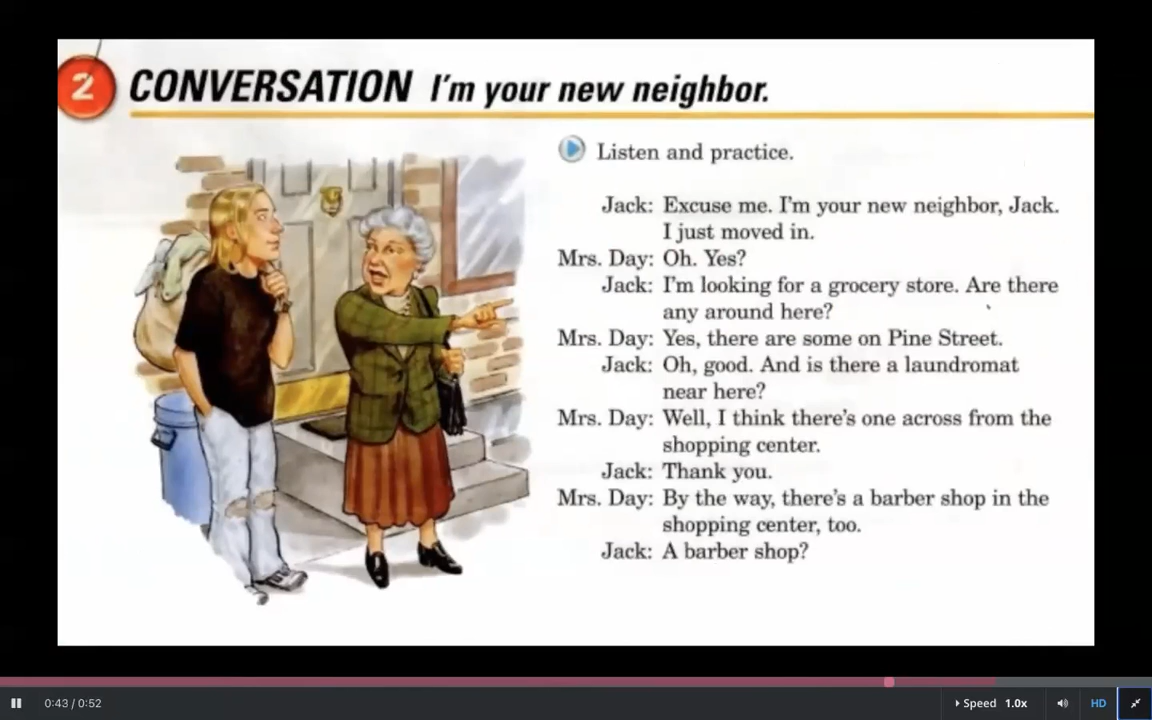 2 CONVERSATION I'm your new neighbor.
Listen and practice.
Jack: Excuse me. I'm your new neighbor, Jack.
I just moved in.
Mrs. Day: Oh. Yes?
Jack: I'm looking for a grocery store. Are there
any around here?
Mrs. Day: Yes, there are some on Pine Street.
Jack: Oh, good. And is there a laundromat
near here?
Mrs. Day: Well, I think there's one across from the
shopping center.
Jack: Thank you.
Mrs. Day: By the way, there's a barber shop in the
shopping center, too.
Jack: A barber shop?
0:43 / 0:52 Speed 1.0x HD